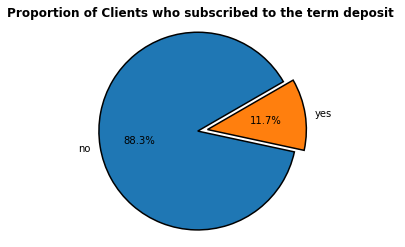 Proportion of Clients who subscribed to the term deposit
yes
11.7%
88.3%
no